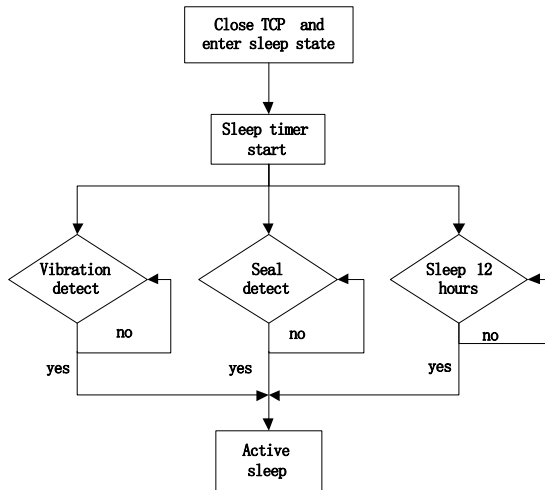 Close TCP and
enter sleep state
Sleep timer
start
Vibration
detect
Seal
detect
Sleep 12
hours
no
no
no
yes
yes
yes
Active
sleep